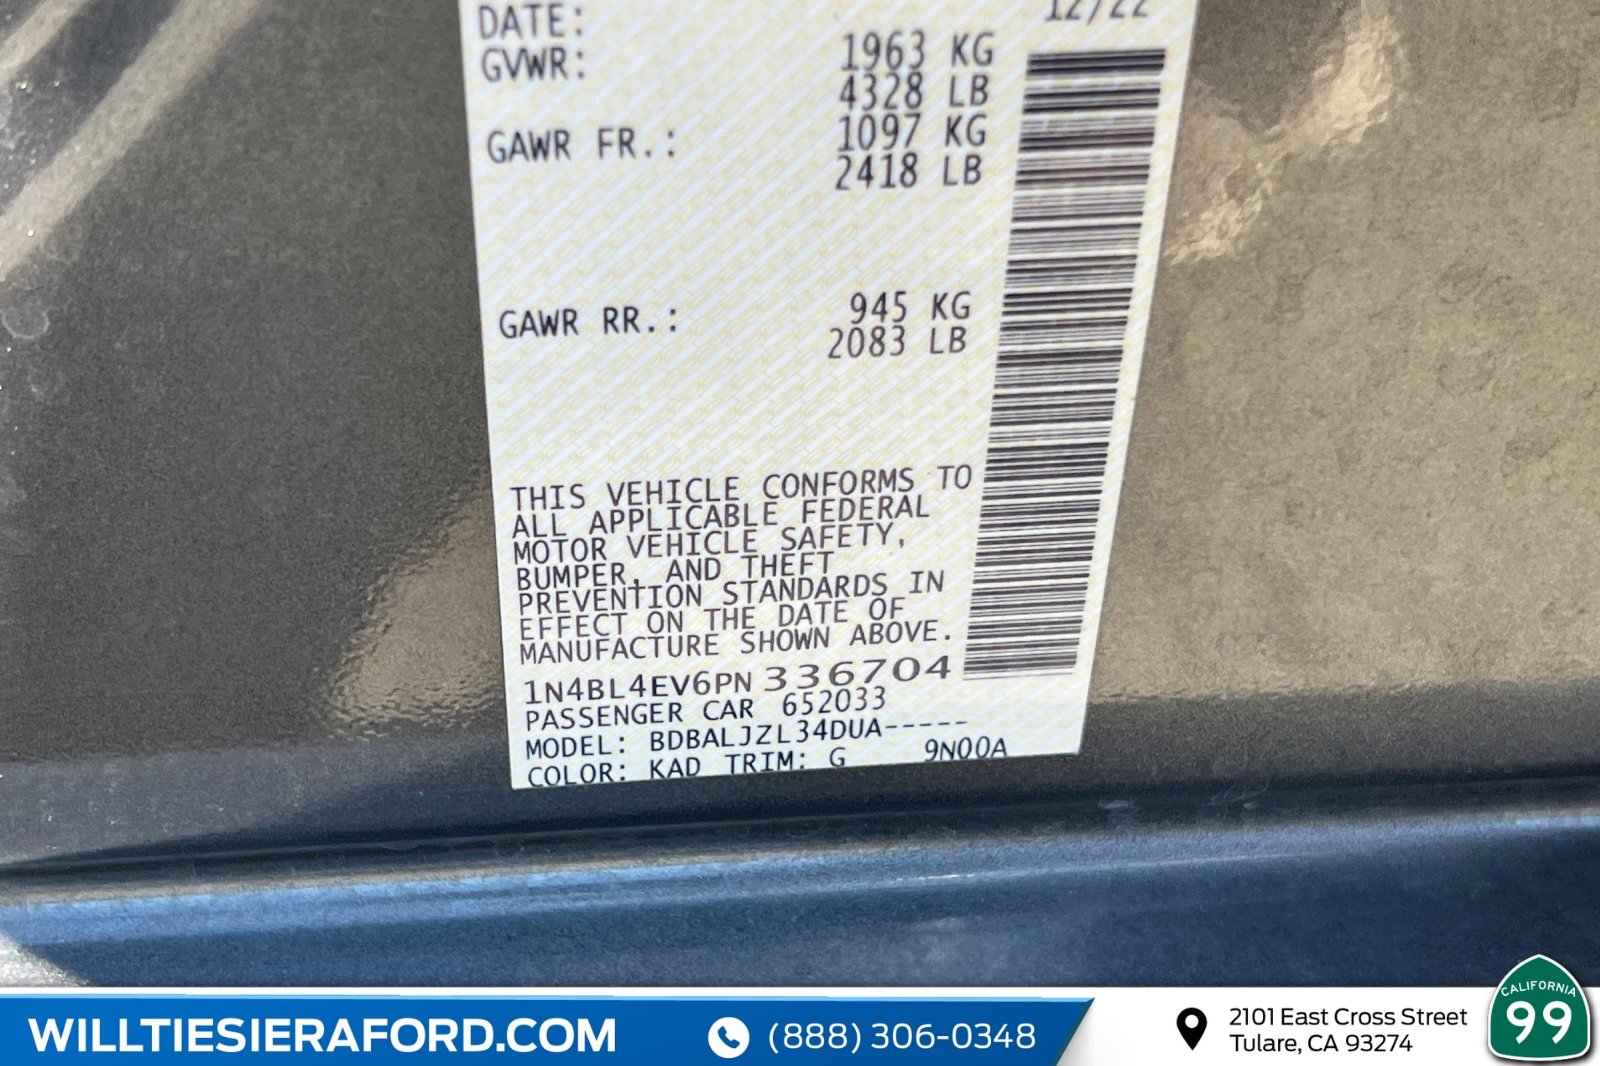 DATE: 12/22
GVWR: 1963 KG
4328 LB
GAWR FR.: 1097 KG
2418 LB
GAWR RR.: 945 KG
2083 LB
THIS VEHICLE CONFORMS TO
ALL APPLICABLE FEDERAL
MOTOR VEHICLE SAFETY,
BUMPER, AND THEFT
PREVENTION STANDARDS IN
EFFECT ON THE DATE OF
MANUFACTURE SHOWN ABOVE.
1N4BL4EV6PN336704
PASSENGER CAR 652033
MODEL: BDBALJZL34DUA-----
COLOR: KAD TRIM: G 9N00A
WILLTIESIERAFORD.COM
(888) 306-0348
2101 East Cross Street
Tulare, CA 93274
CALIFORNIA
99